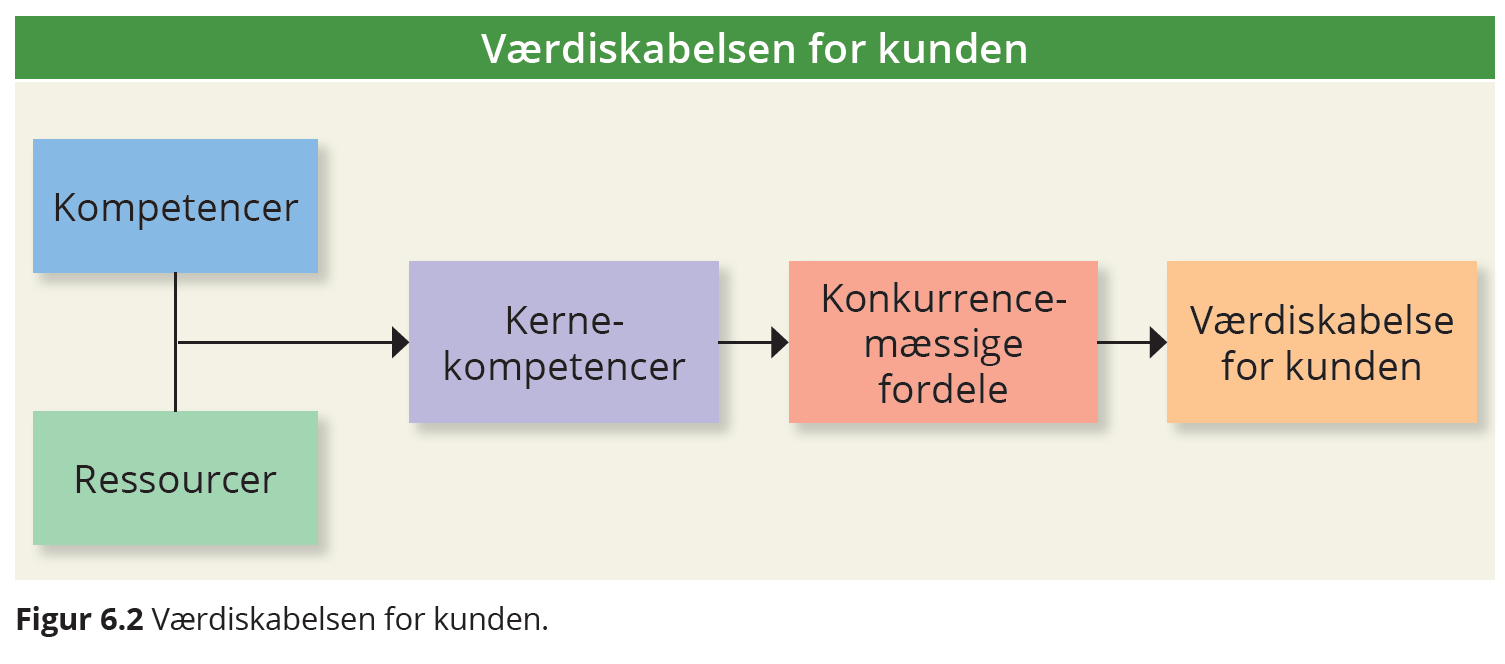 Værdiskabelsen for kunden
Kompetencer
Ressourcer
Kerne-
kompetencer
Konkurrence-
mæssige
fordele
Værdiskabelse
for kunden
Figur 6.2 Værdiskabelsen for kunden.